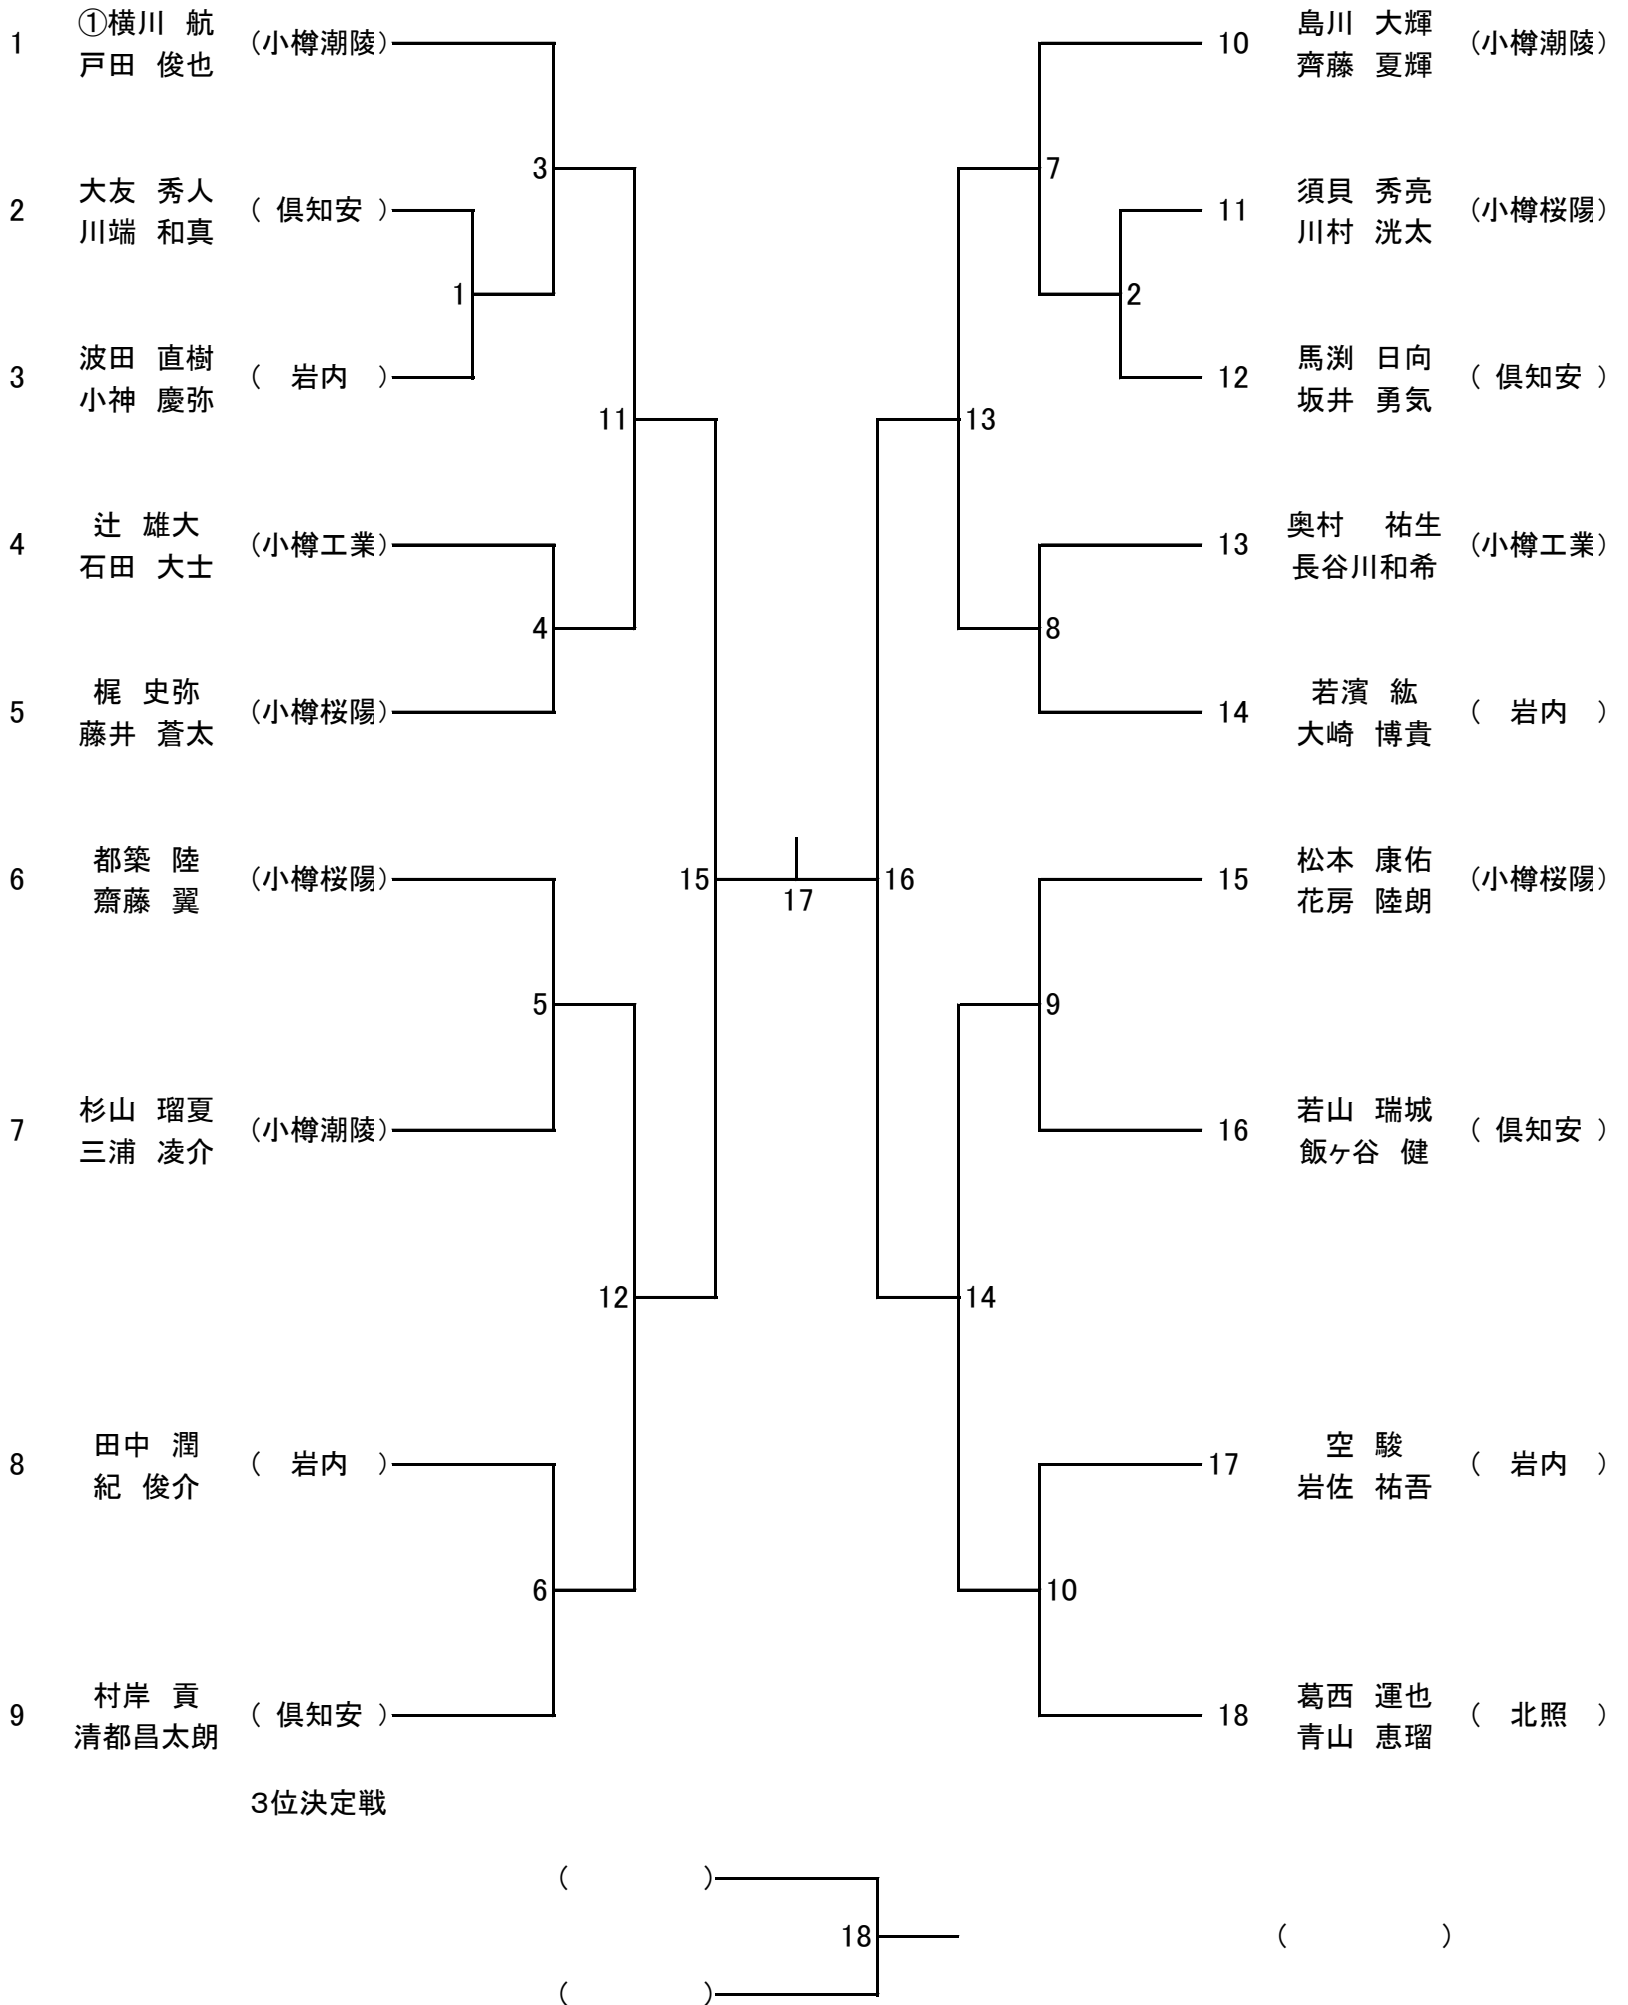 ①横川 航
1 (小樽潮陵)
戸田 俊也
大友 秀人
2 ( 倶知安 )
川端 和真
波田 直樹
3 ( 岩内 )
小神 慶弥
辻 雄大
4 (小樽工業)
石田 大士
梶 史弥
5 (小樽桜陽)
藤井 蒼太
都築 陸
6 (小樽桜陽)
齋藤 翼
杉山 瑠夏
7 (小樽潮陵)
三浦 凌介
田中 潤
8 ( 岩内 )
紀 俊介
村岸 貢
9 ( 倶知安 )
清都昌太朗
3
1
11
4
15
5
12
6
17
7
2
13
8
16
9
14
10
島川 大輝
10 (小樽潮陵)
齊藤 夏輝
須貝 秀亮
11 (小樽桜陽)
川村 洸太
馬渕 日向
12 ( 倶知安 )
坂井 勇気
奥村 祐生
13 (小樽工業)
長谷川和希
若濱 紘
14 ( 岩内 )
大崎 博貴
松本 康佑
15 (小樽桜陽)
花房 陸朗
若山 瑞城
16 ( 倶知安 )
飯ヶ谷 健
空 駿
17 ( 岩内 )
岩佐 祐吾
葛西 運也
18 ( 北照 )
青山 恵瑠
3位決定戦
( )
18 ( )
( )